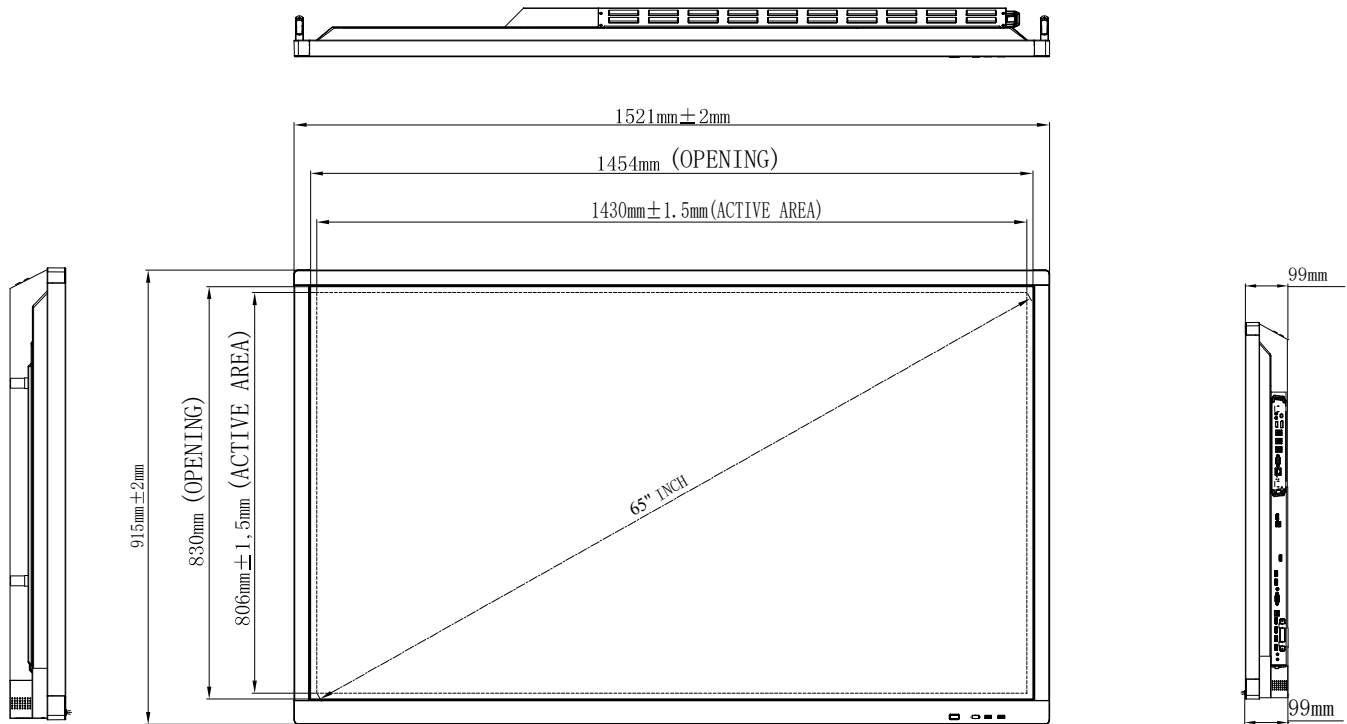 1521mm±2mm
1454mm (OPENING)
1430mm±1.5mm(ACTIVE AREA)
99mm
915mm±2mm
830mm (OPENING)
806mm±1,5mm (ACTIVE AREA)
65" INCH
99mm